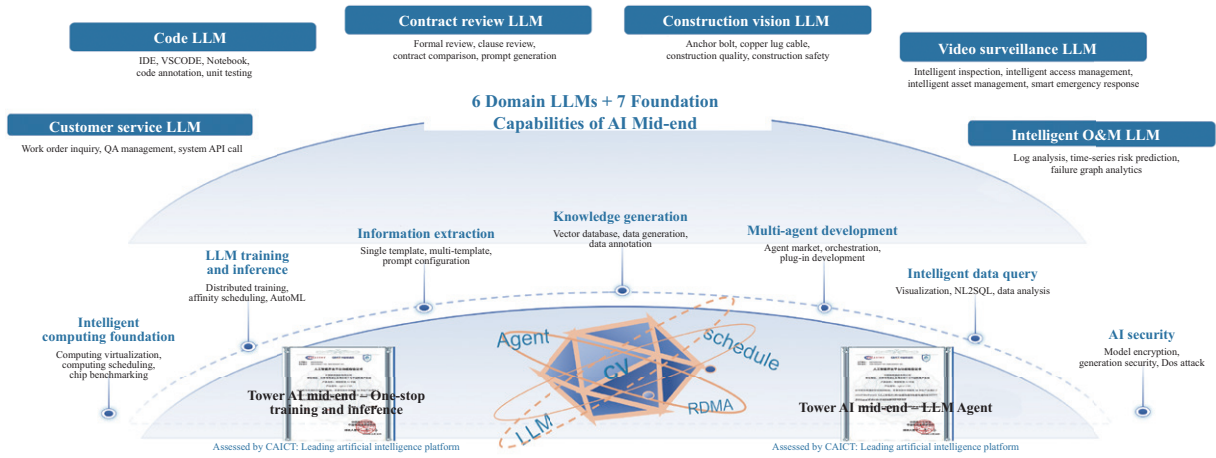 Code LLM
IDE, VSCODE, Notebook,
code annotation, unit testing
Contract review LLM
Formal review, clause review,
contract comparison, prompt generation
Construction vision LLM
Anchor bolt, copper lug cable,
construction quality, construction safety
Video surveillance LLM
Intelligent inspection, intelligent access management,
intelligent asset management, smart emergency response
Customer service LLM
Work order inquiry, QA management, system API call
6 Domain LLMs + 7 Foundation
Capabilities of AI Mid-end
Intelligent O&M LLM
Log analysis, time-series risk prediction,
failure graph analytics
Intelligent
computing foundation
Computing virtualization,
computing scheduling,
chip benchmarking
LLM training
and inference
Distributed training,
affinity scheduling, AutoML
Information extraction
Single template, multi-template,
prompt configuration
Knowledge generation
Vector database, data generation,
data annotation
Multi-agent development
Agent market, orchestration,
plug-in development
Intelligent data query
Visualization, NL2SQL, data analysis
AI security
Model encryption,
generation security, Dos attack
Agent
schedule
CV
RDMA
LLM
Tower AI mid-end – One-stop
training and Inference
Assessed by CAICT: Leading artificial intelligence platform
Tower AI mid-end – LLM Agent
Assessed by CAICT: Leading artificial intelligence platform